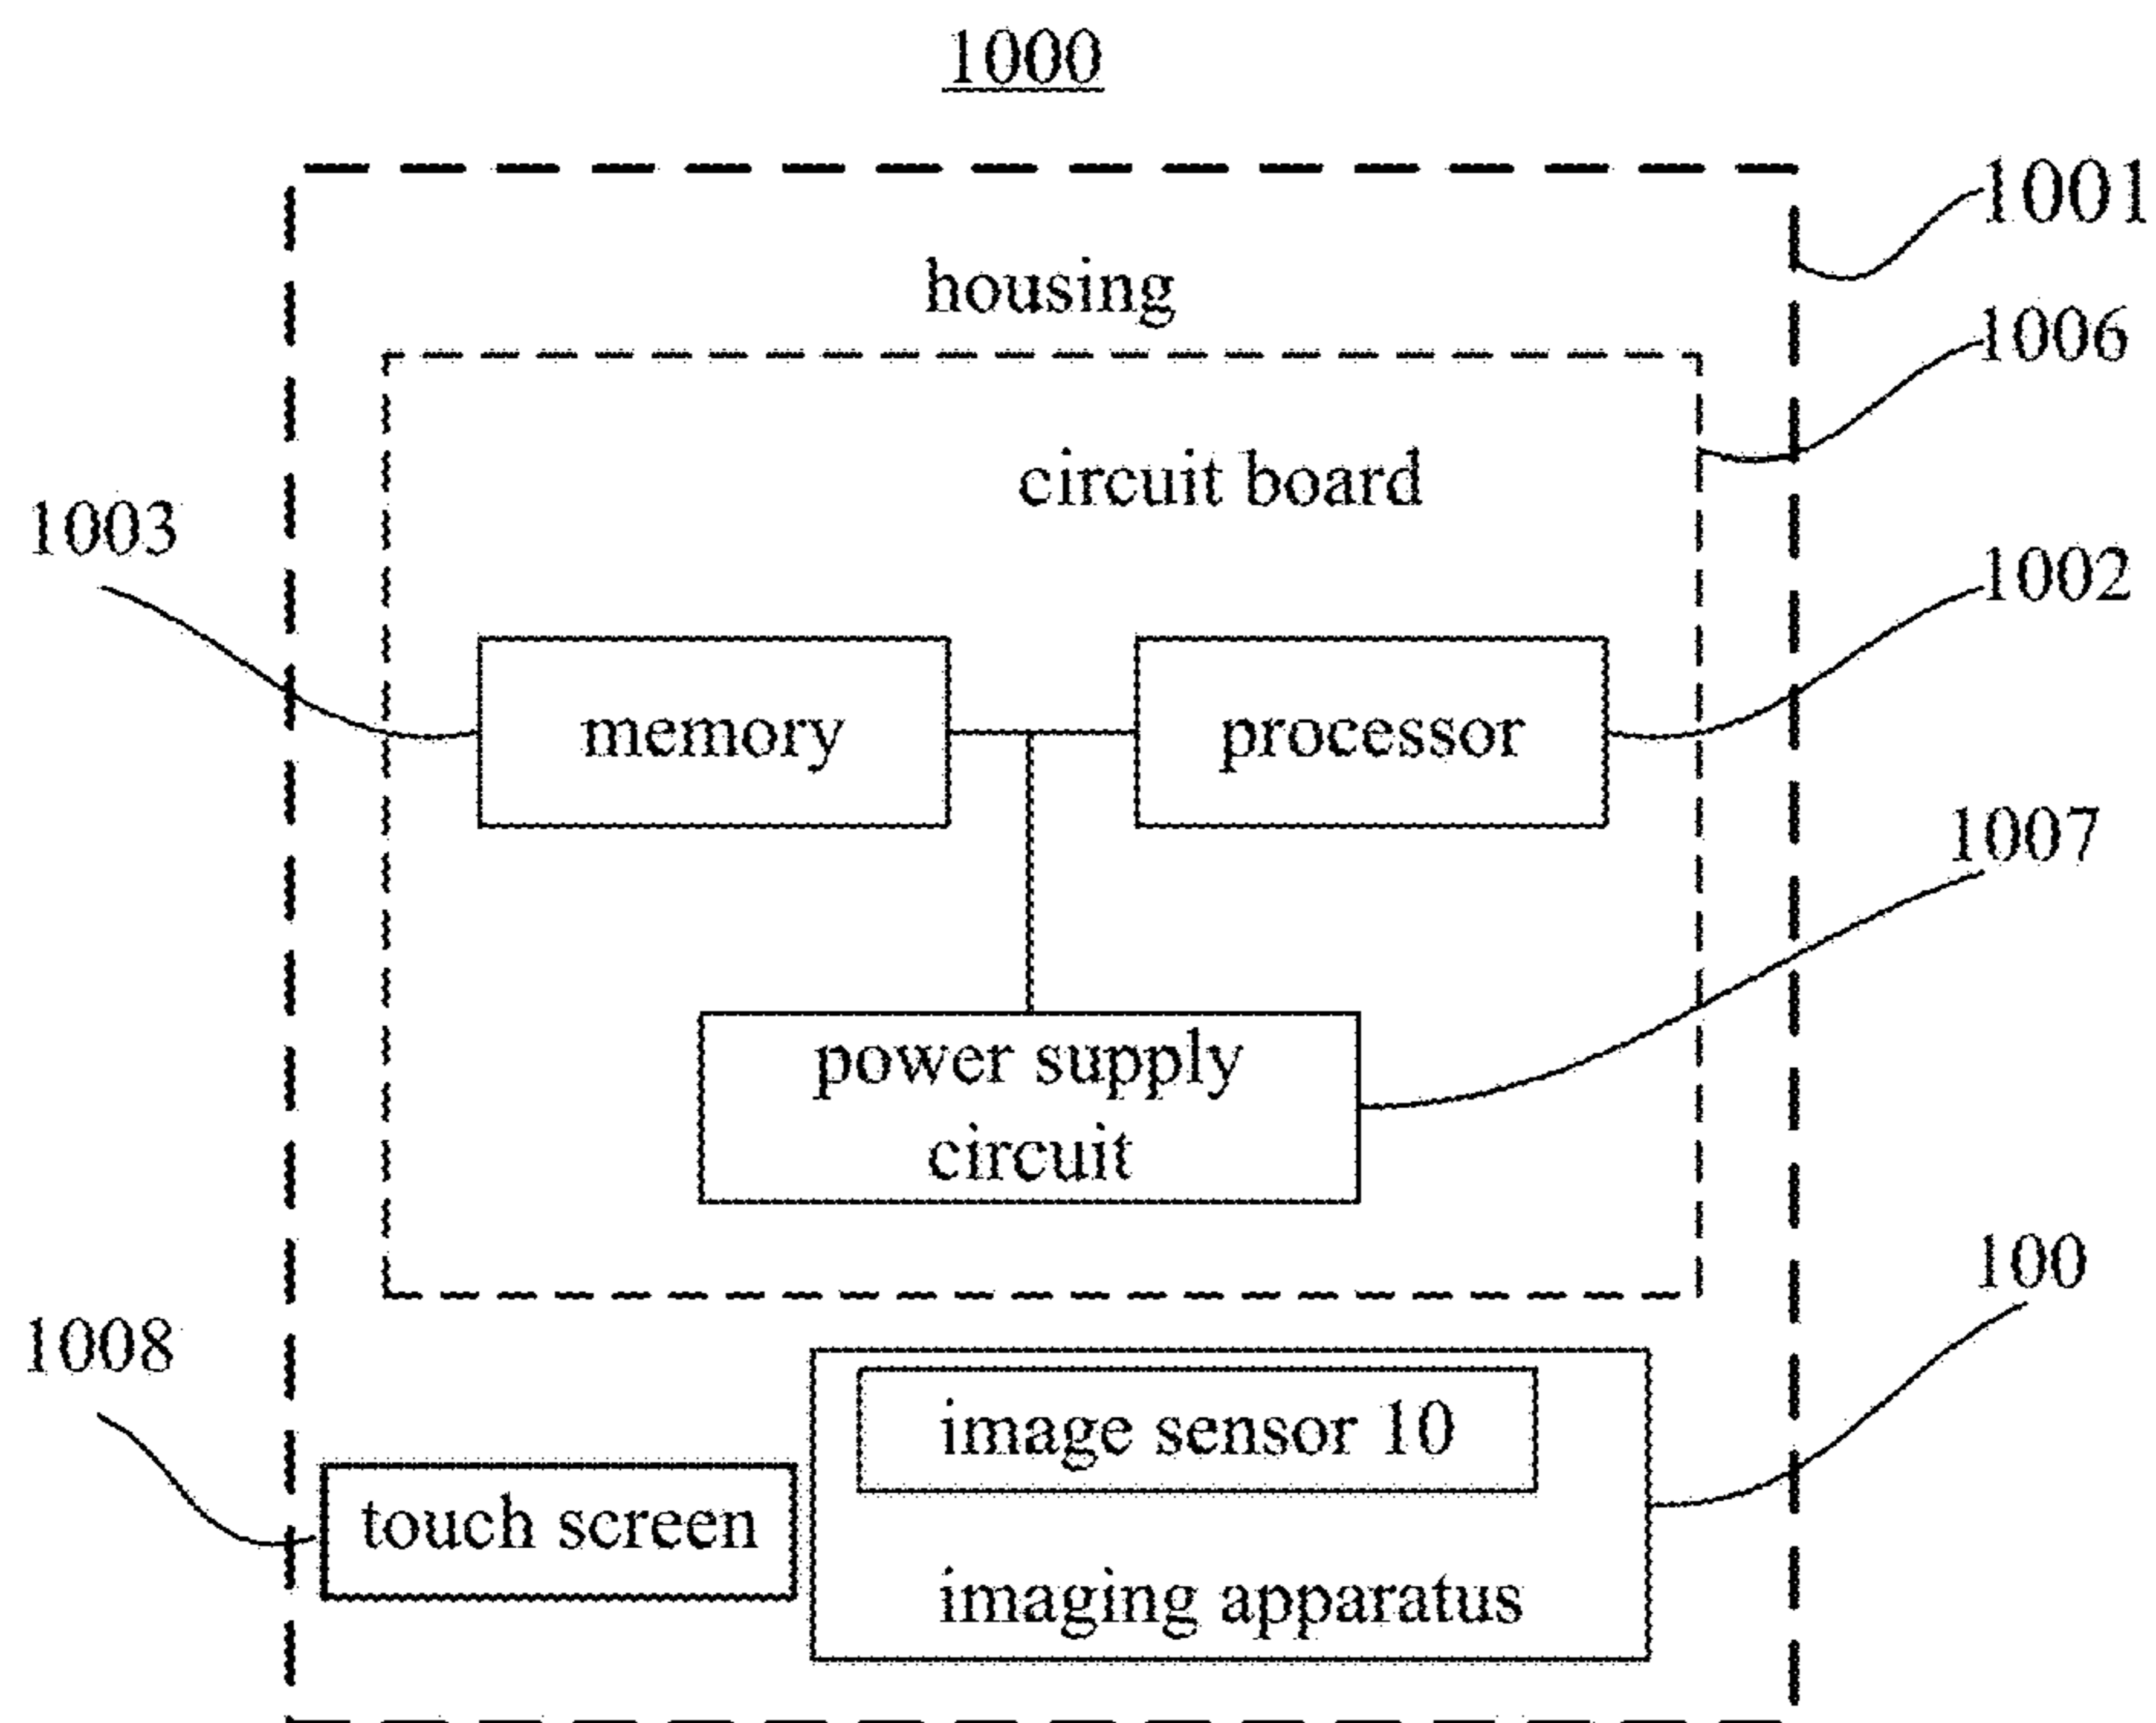 1000
1001
housing
1006
circuit board
1003
1002
memory
processor
1007
power supply
circuit
100
1008
image sensor 10
touch screen
imaging apparatus